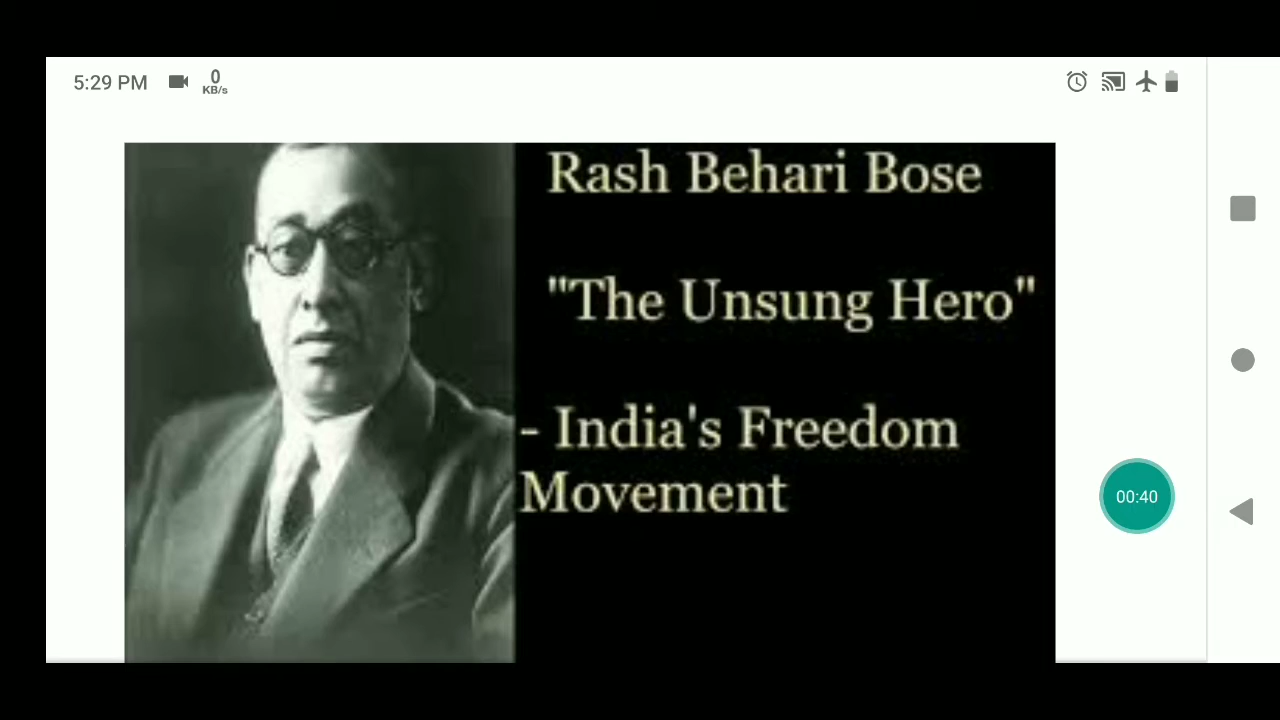 5:29 PM
0
KB/s
Rash Behari Bose
"The Unsung Hero"
- India's Freedom
Movement
00:40